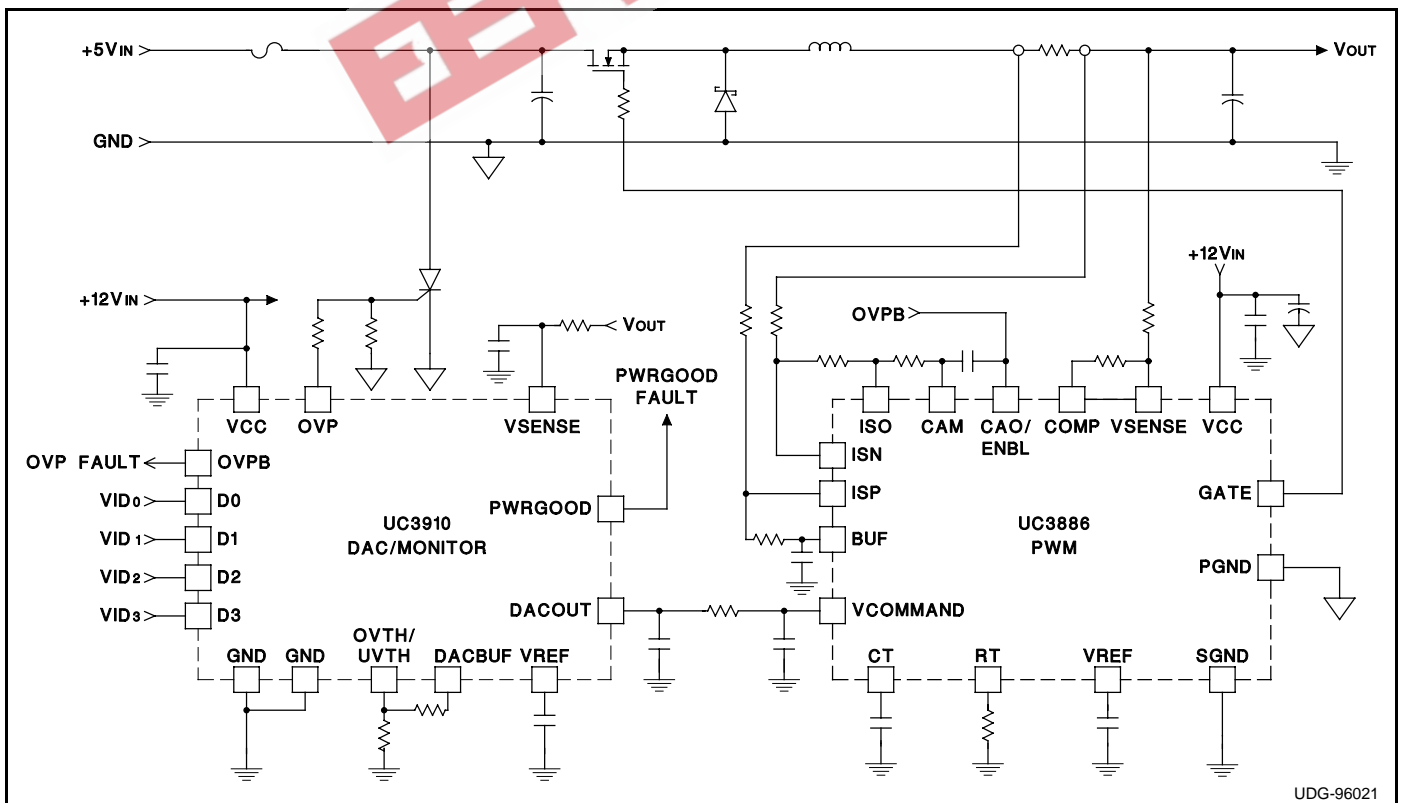 +5VIN
VOUT
GND
+12VIN
+12VIN
OVPB
VOUT
PWRGOOD
FAULT
VCC
OVP
VSENSE
ISO
CAM
CAO/
ENBL
COMP
VSENSE
VCC
OVP FAULT
OVPB
ISN
VID0
D0
ISP
GATE
PWRGOOD
VID1
D1
UC3910
DAC/MONITOR
BUF
UC3886
PWM
VID2
D2
PGND
VID3
D3
DACOUT
VCOMMAND
GND
GND
OVTH/
UVTH
DACBUF
VREF
CT
RT
VREF
SGND
UDG-96021